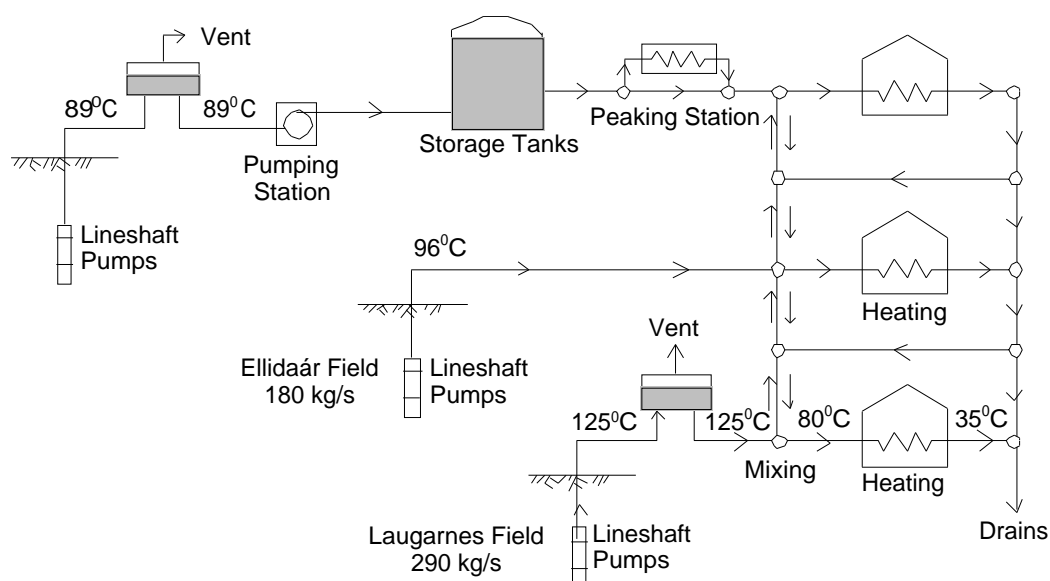 Vent
89⁰C
89⁰C
Pumping
Station
Storage Tanks
Peaking Station
Lineshaft
Pumps
96⁰C
Heating
Ellidaár Field
180 kg/s
Lineshaft
Pumps
Vent
125⁰C
125⁰C
80⁰C
35⁰C
Mixing
Heating
Laugarnes Field
290 kg/s
Lineshaft
Pumps
Drains